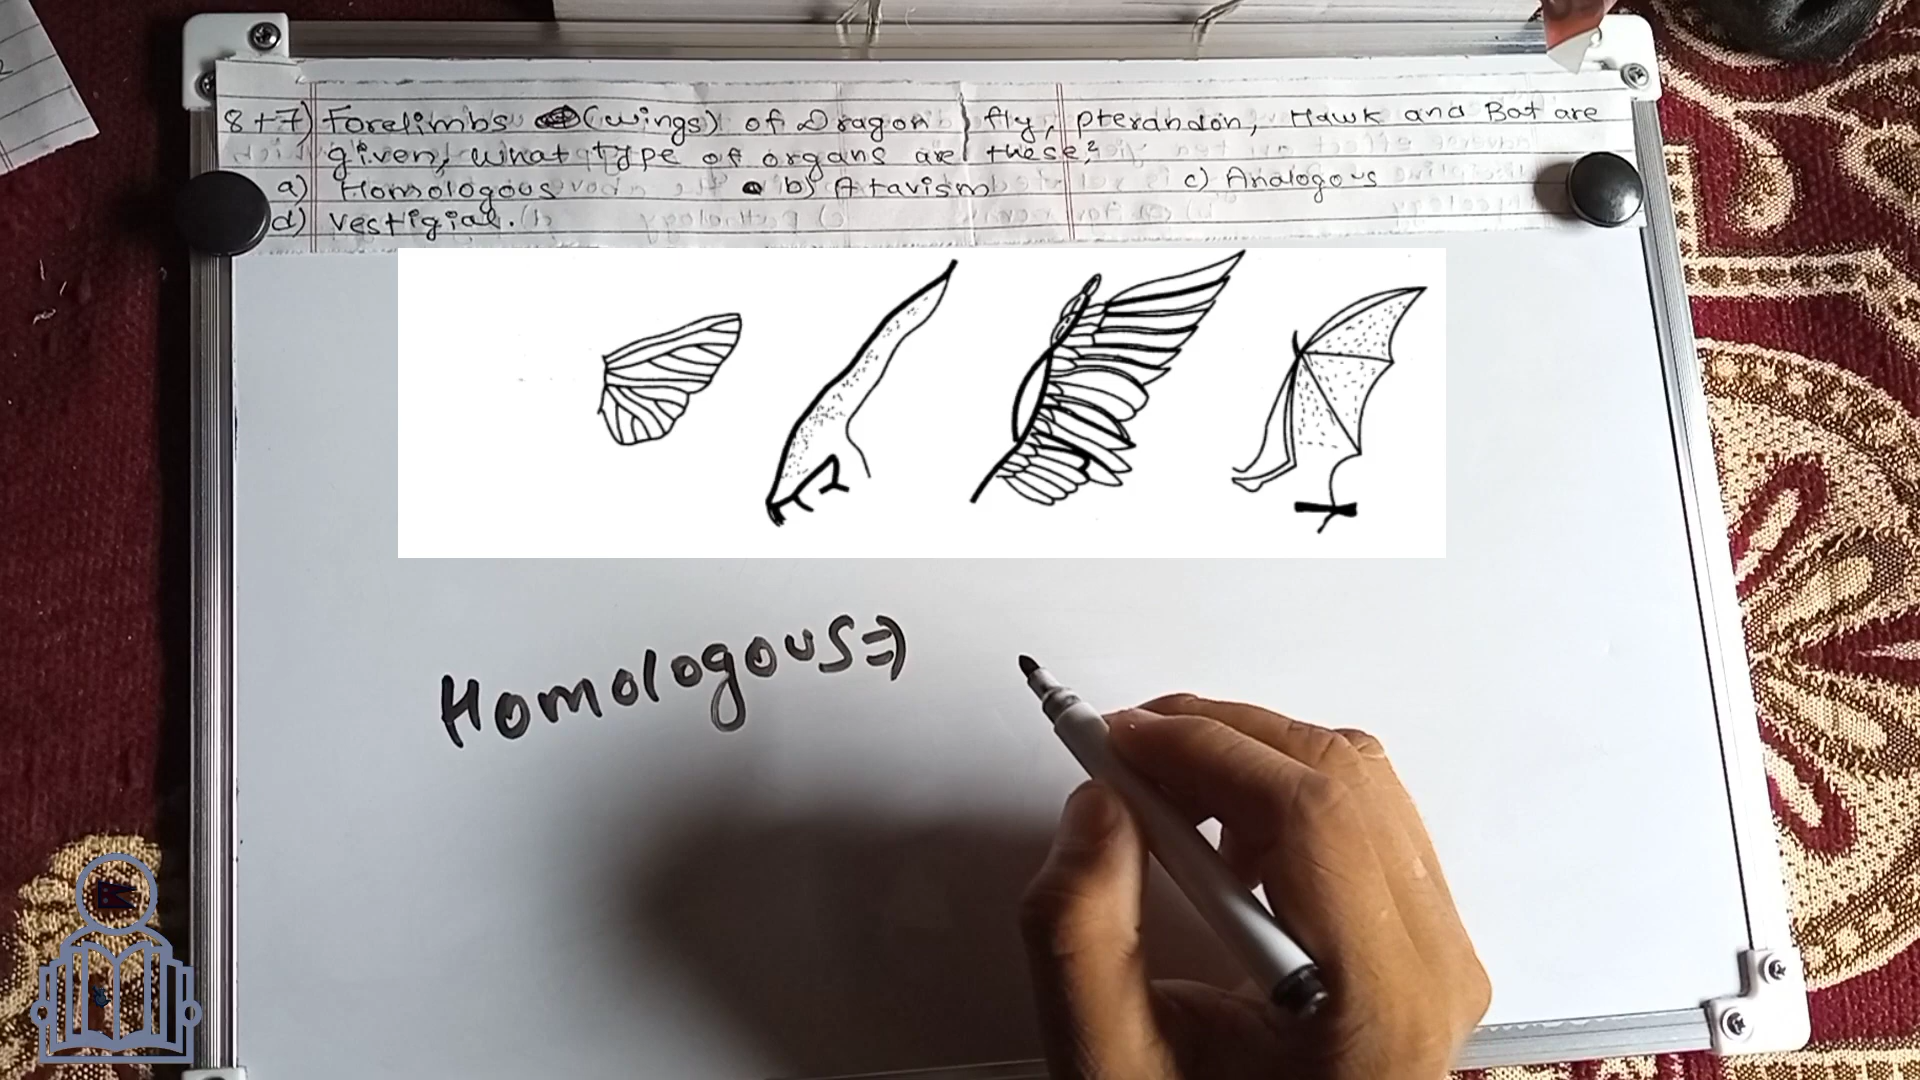 8+7) Forelimbs (wings) of Dragon fly, pterandon, Hawk and Bat are
given, what type of organs are these?
a) Homologous b) Atavism c) Analogous
d) Vestigial.
Homologous ⇒